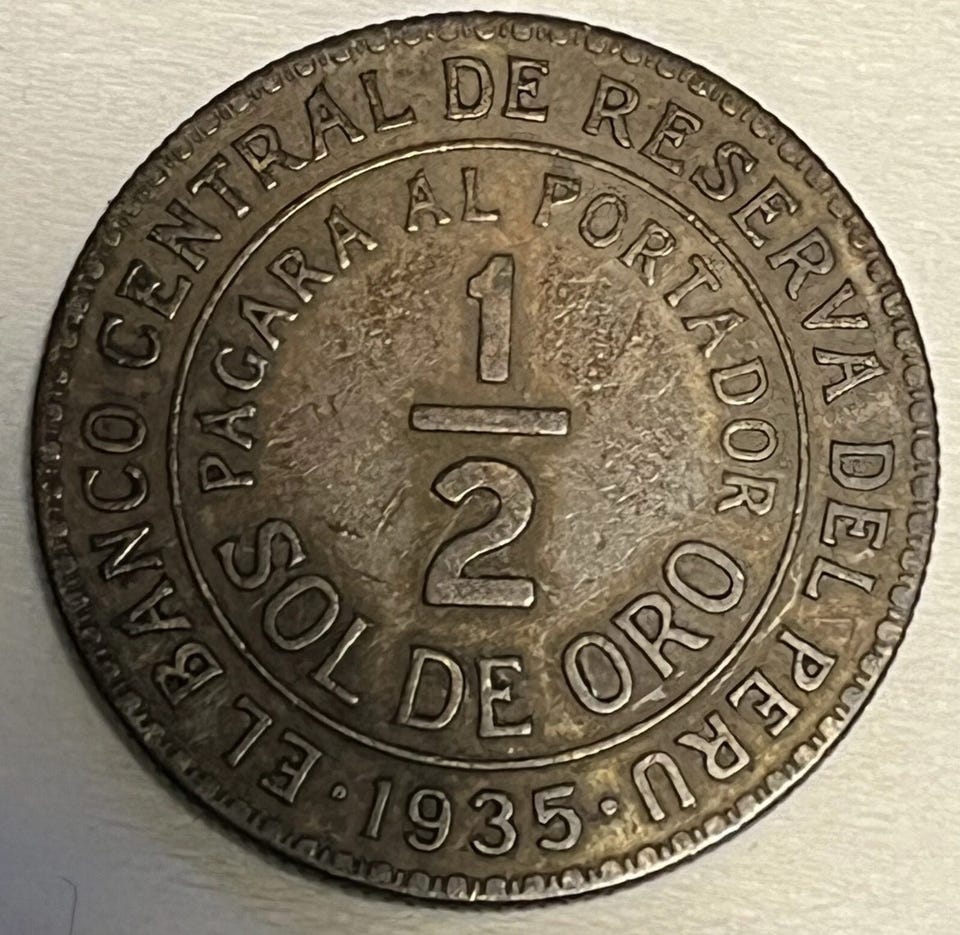 EL BANCO CENTRAL DE RESERVA DEL PERU
· 1935 ·
PAGARA AL PORTADOR
1
2
SOL DE ORO